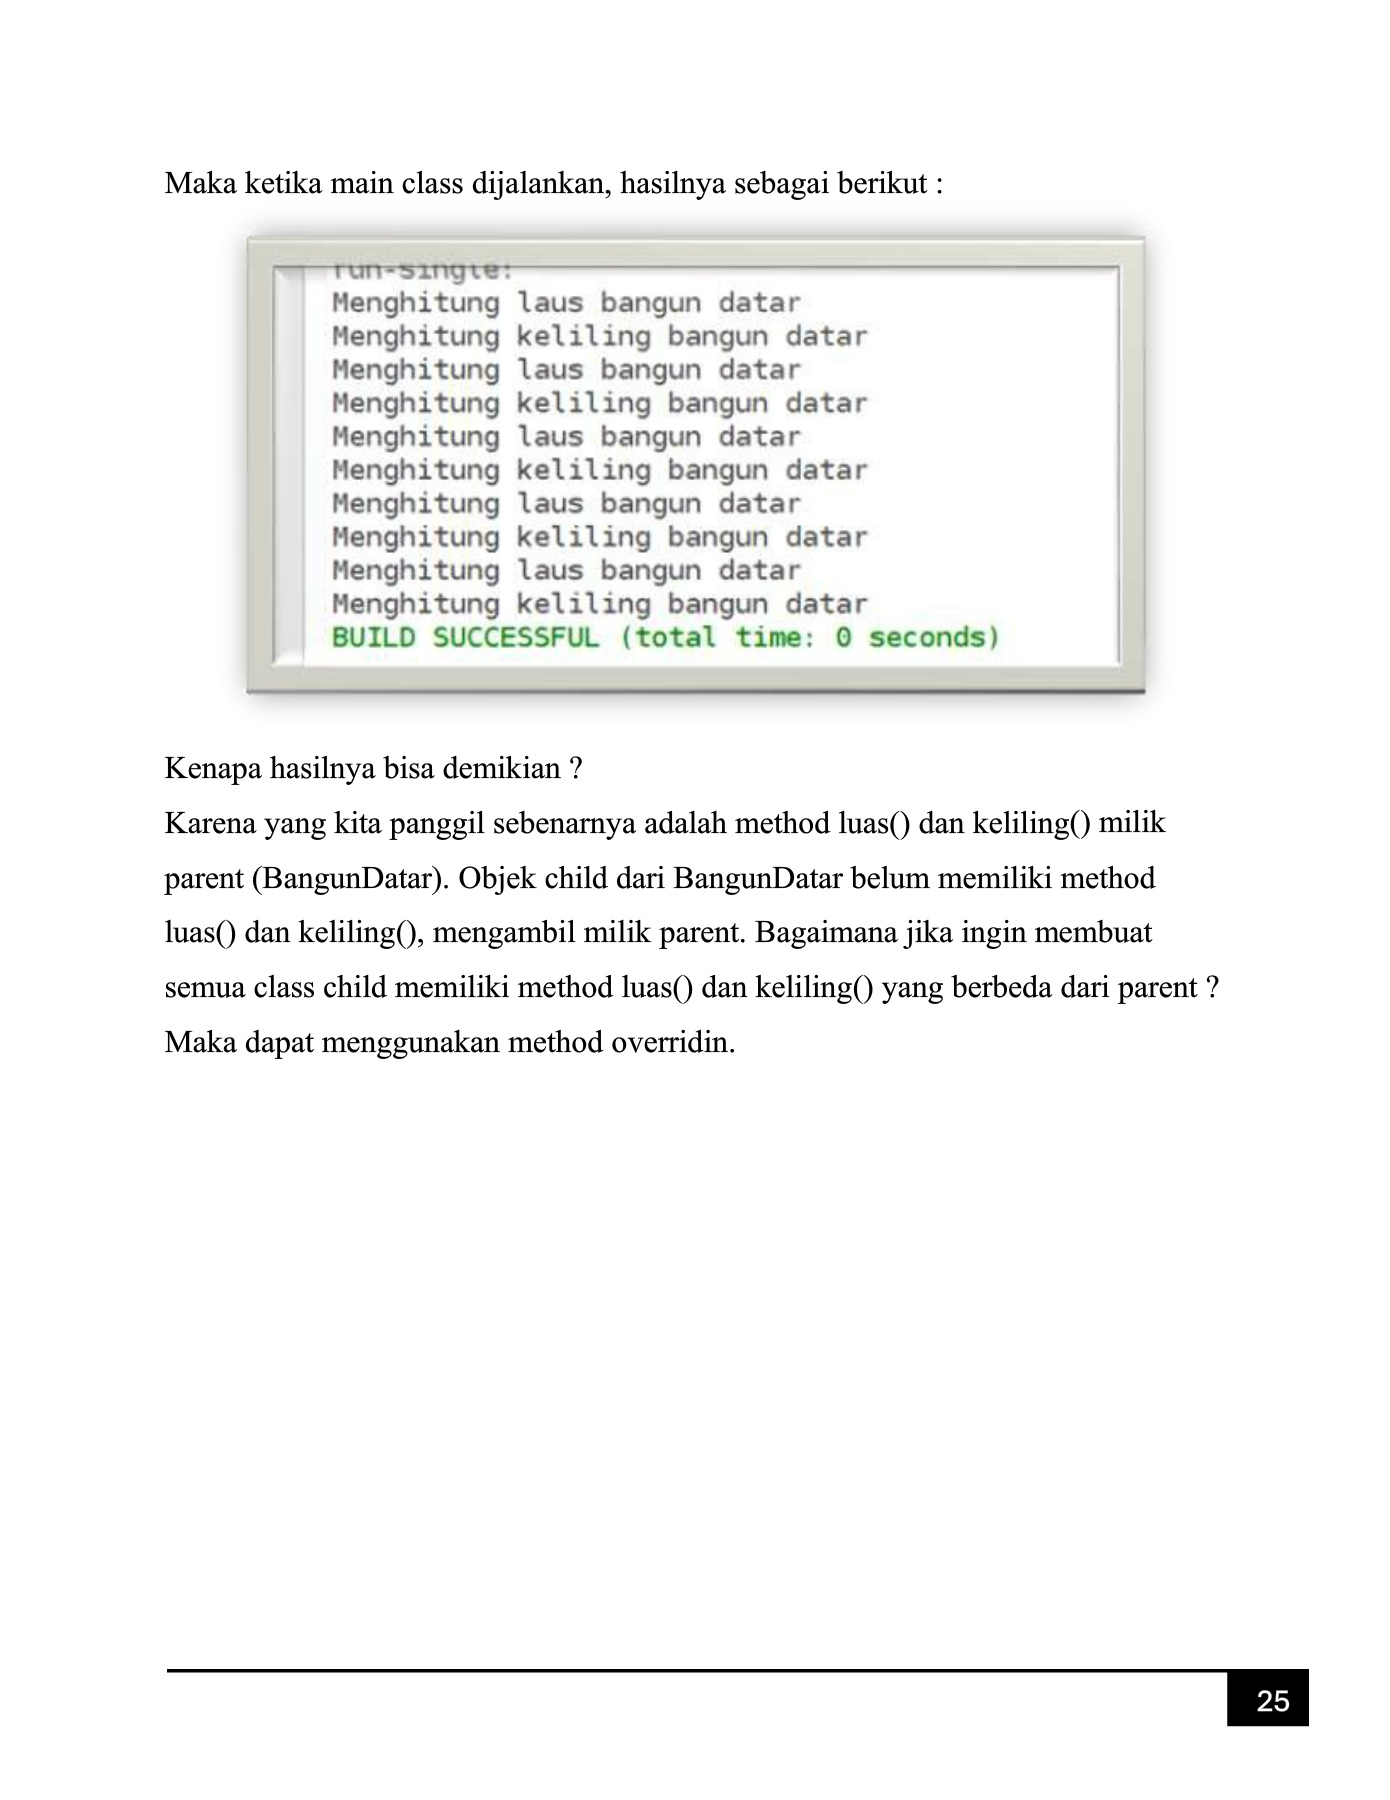 Maka ketika main class dijalankan, hasilnya sebagai berikut :
run-single:
Menghitung laus bangun datar
Menghitung keliling bangun datar
Menghitung laus bangun datar
Menghitung keliling bangun datar
Menghitung laus bangun datar
Menghitung keliling bangun datar
Menghitung laus bangun datar
Menghitung keliling bangun datar
Menghitung laus bangun datar
Menghitung keliling bangun datar
BUILD SUCCESSFUL (total time: 0 seconds)
Kenapa hasilnya bisa demikian ?
Karena yang kita panggil sebenarnya adalah method luas() dan keliling() milik
parent (BangunDatar). Objek child dari BangunDatar belum memiliki method
luas() dan keliling(), mengambil milik parent. Bagaimana jika ingin membuat
semua class child memiliki method luas() dan keliling() yang berbeda dari parent ?
Maka dapat menggunakan method overridin.
25